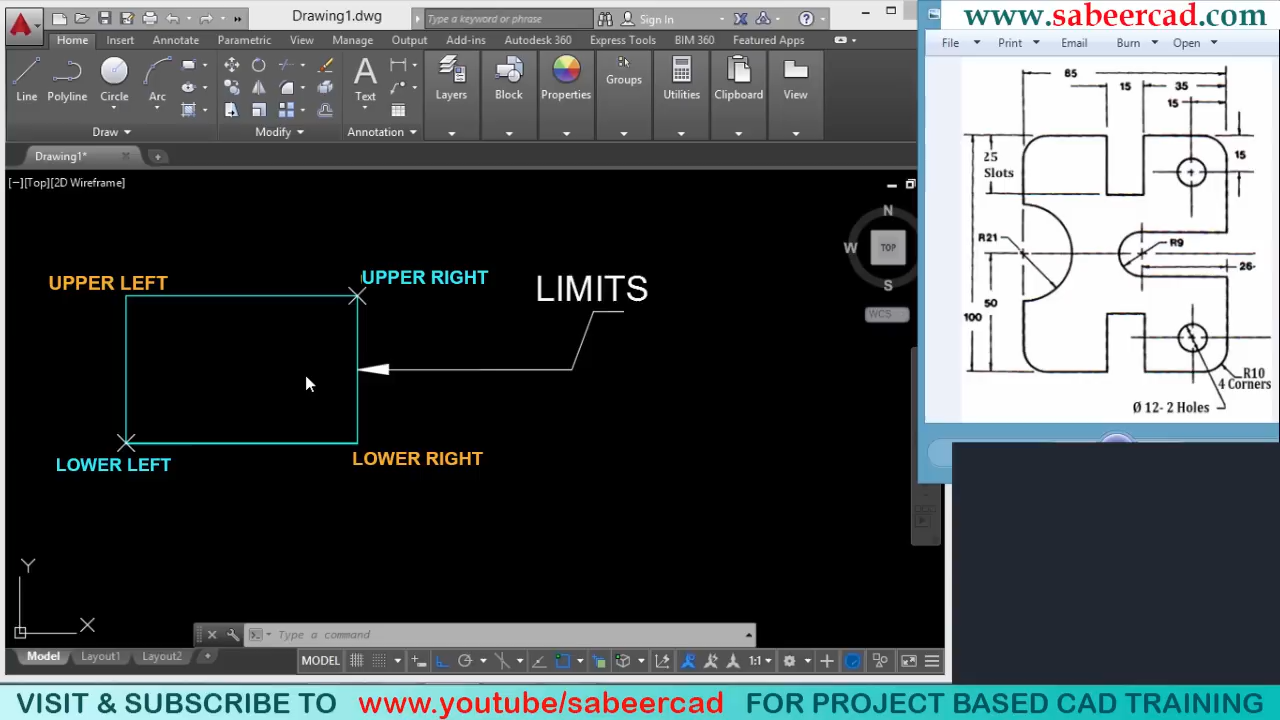 Drawing1.dwg
Type a keyword or phrase
Sign In
www.sabeercad.com
Home Insert Annotate Parametric View Manage Output Add-ins Autodesk 360 Express Tools BIM 360 Featured Apps
File Print Email Burn Open
Line Polyline Circle Arc Text Layers Block Properties Groups Utilities Clipboard View
Draw Modify Annotation
Drawing1*
[−][Top][2D Wireframe]
N
W TOP
S
WCS
UPPER LEFT
UPPER RIGHT
LIMITS
LOWER LEFT
LOWER RIGHT
Y
X
Type a command
Model Layout1 Layout2 +
MODEL
1:1
85
15 35
15
15
25
Slots
R21
R9
26
50
100
R10
4 Corners
Ø 12- 2 Holes
VISIT & SUBSCRIBE TO www.youtube/sabeercad FOR PROJECT BASED CAD TRAINING